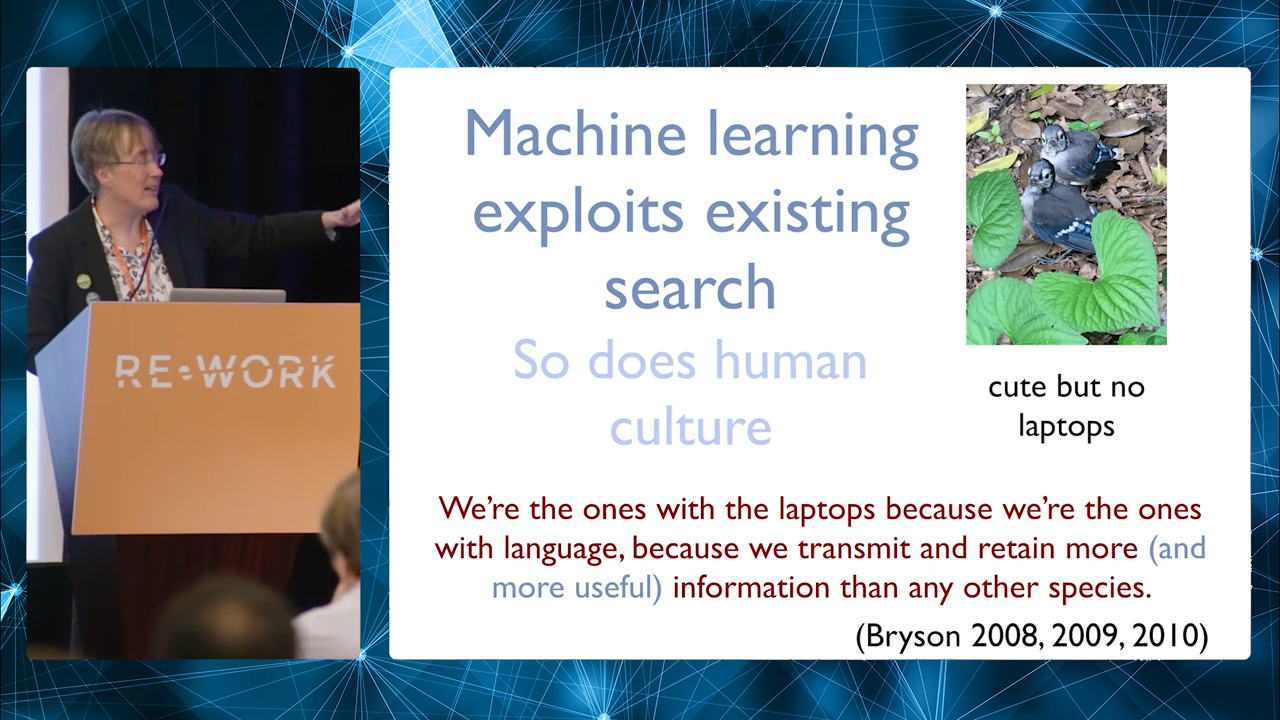 RE•WORK
Machine learning
exploits existing
search
So does human
culture
cute but no
laptops
We're the ones with the laptops because we're the ones
with language, because we transmit and retain more (and
more useful) information than any other species.
(Bryson 2008, 2009, 2010)